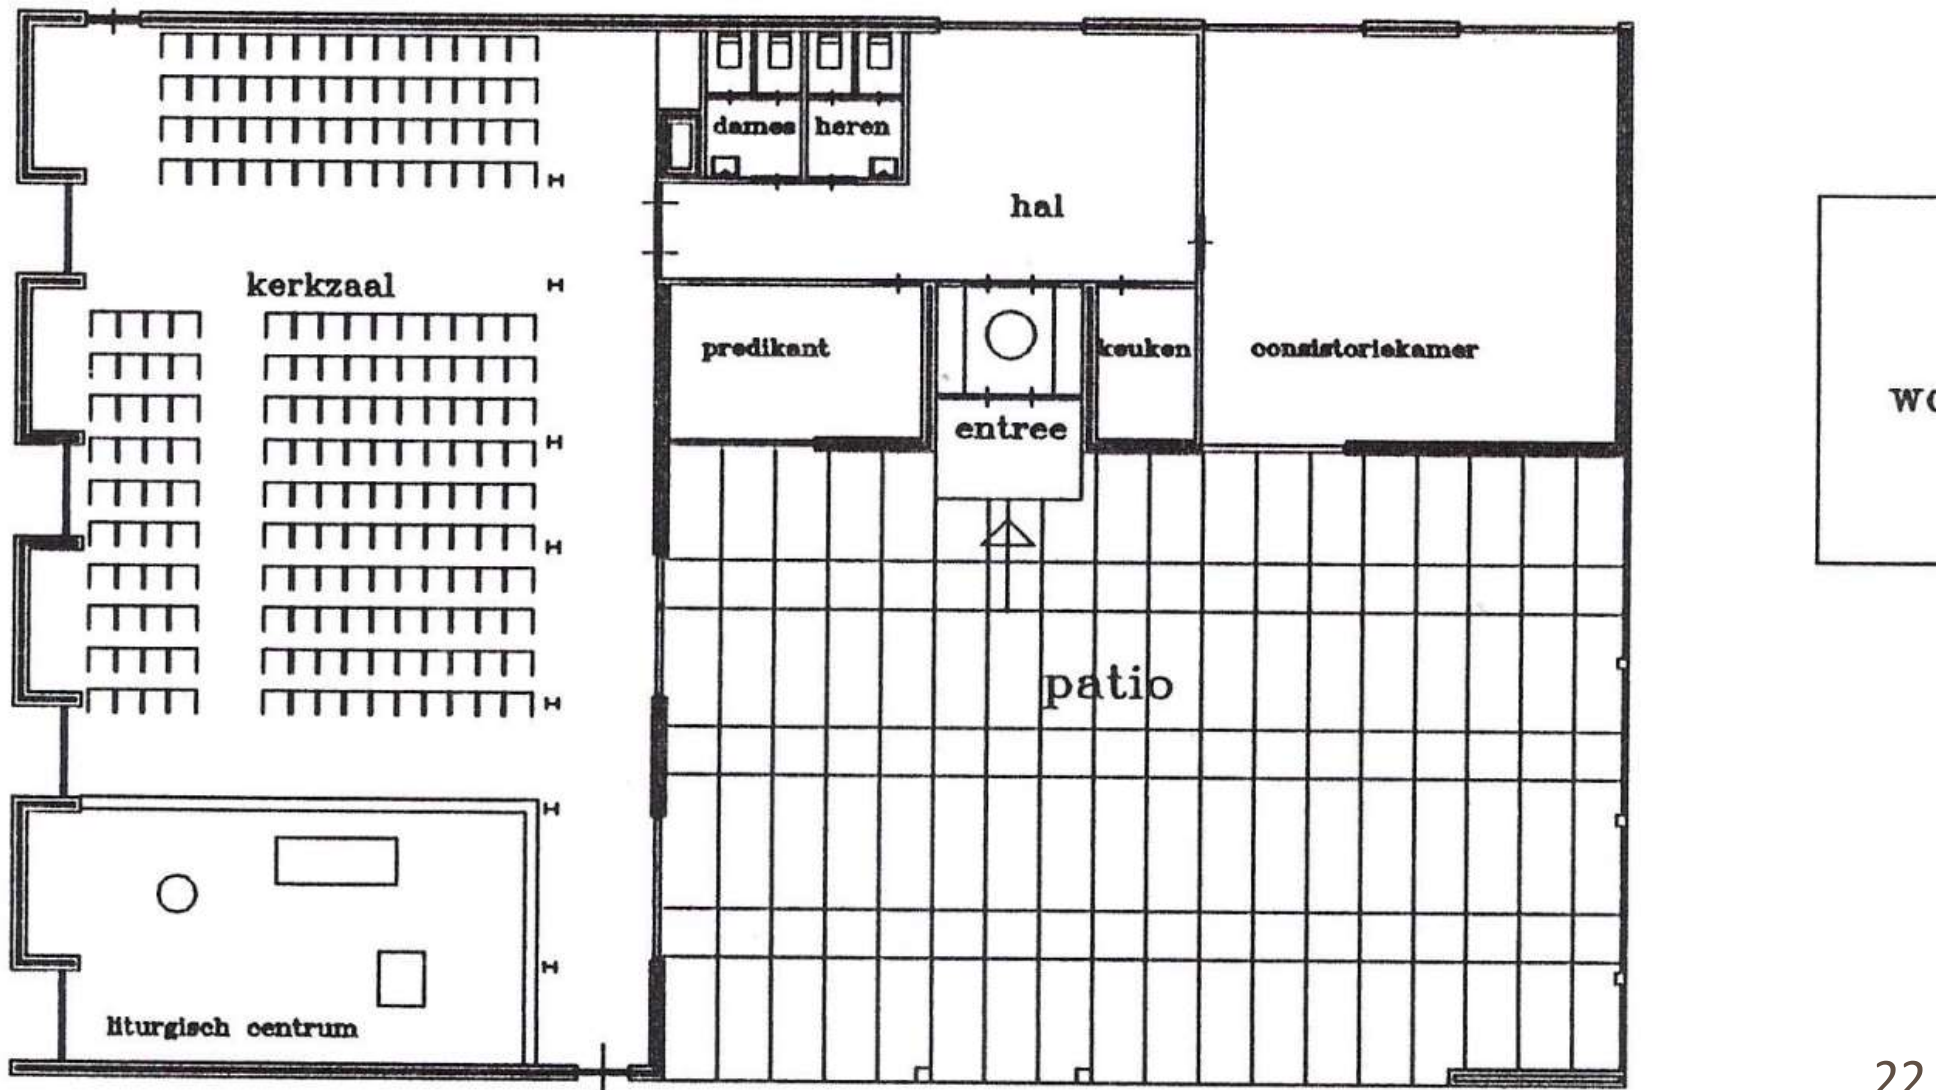 dames heren
hal
kerkzaal
predikant
keuken
consistoriekamer
entree
patio
liturgisch centrum
22